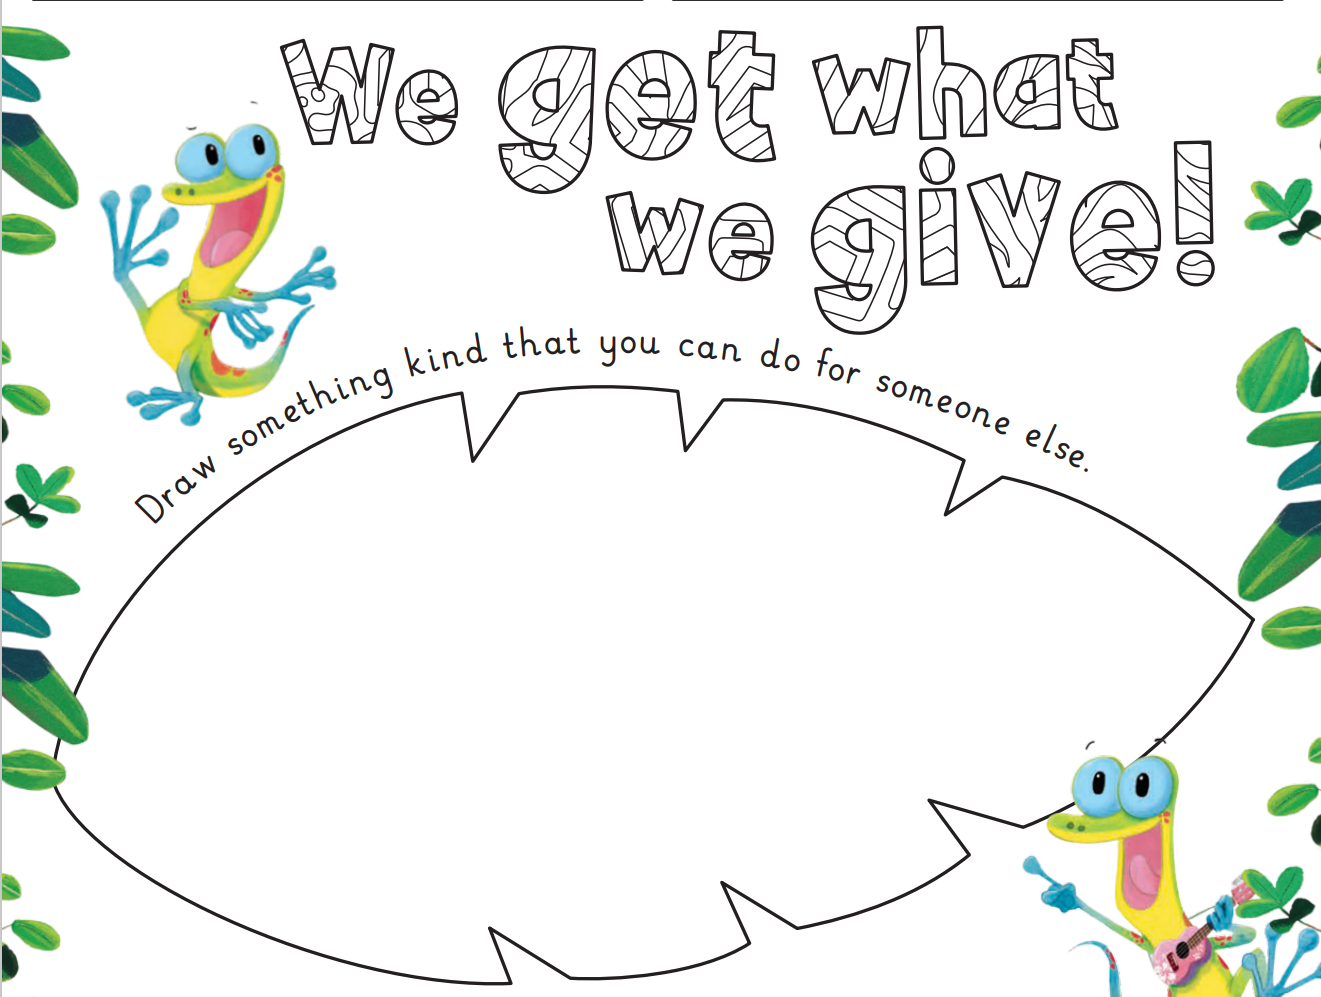 We get what
we give!
Draw something kind that you can do for someone else.